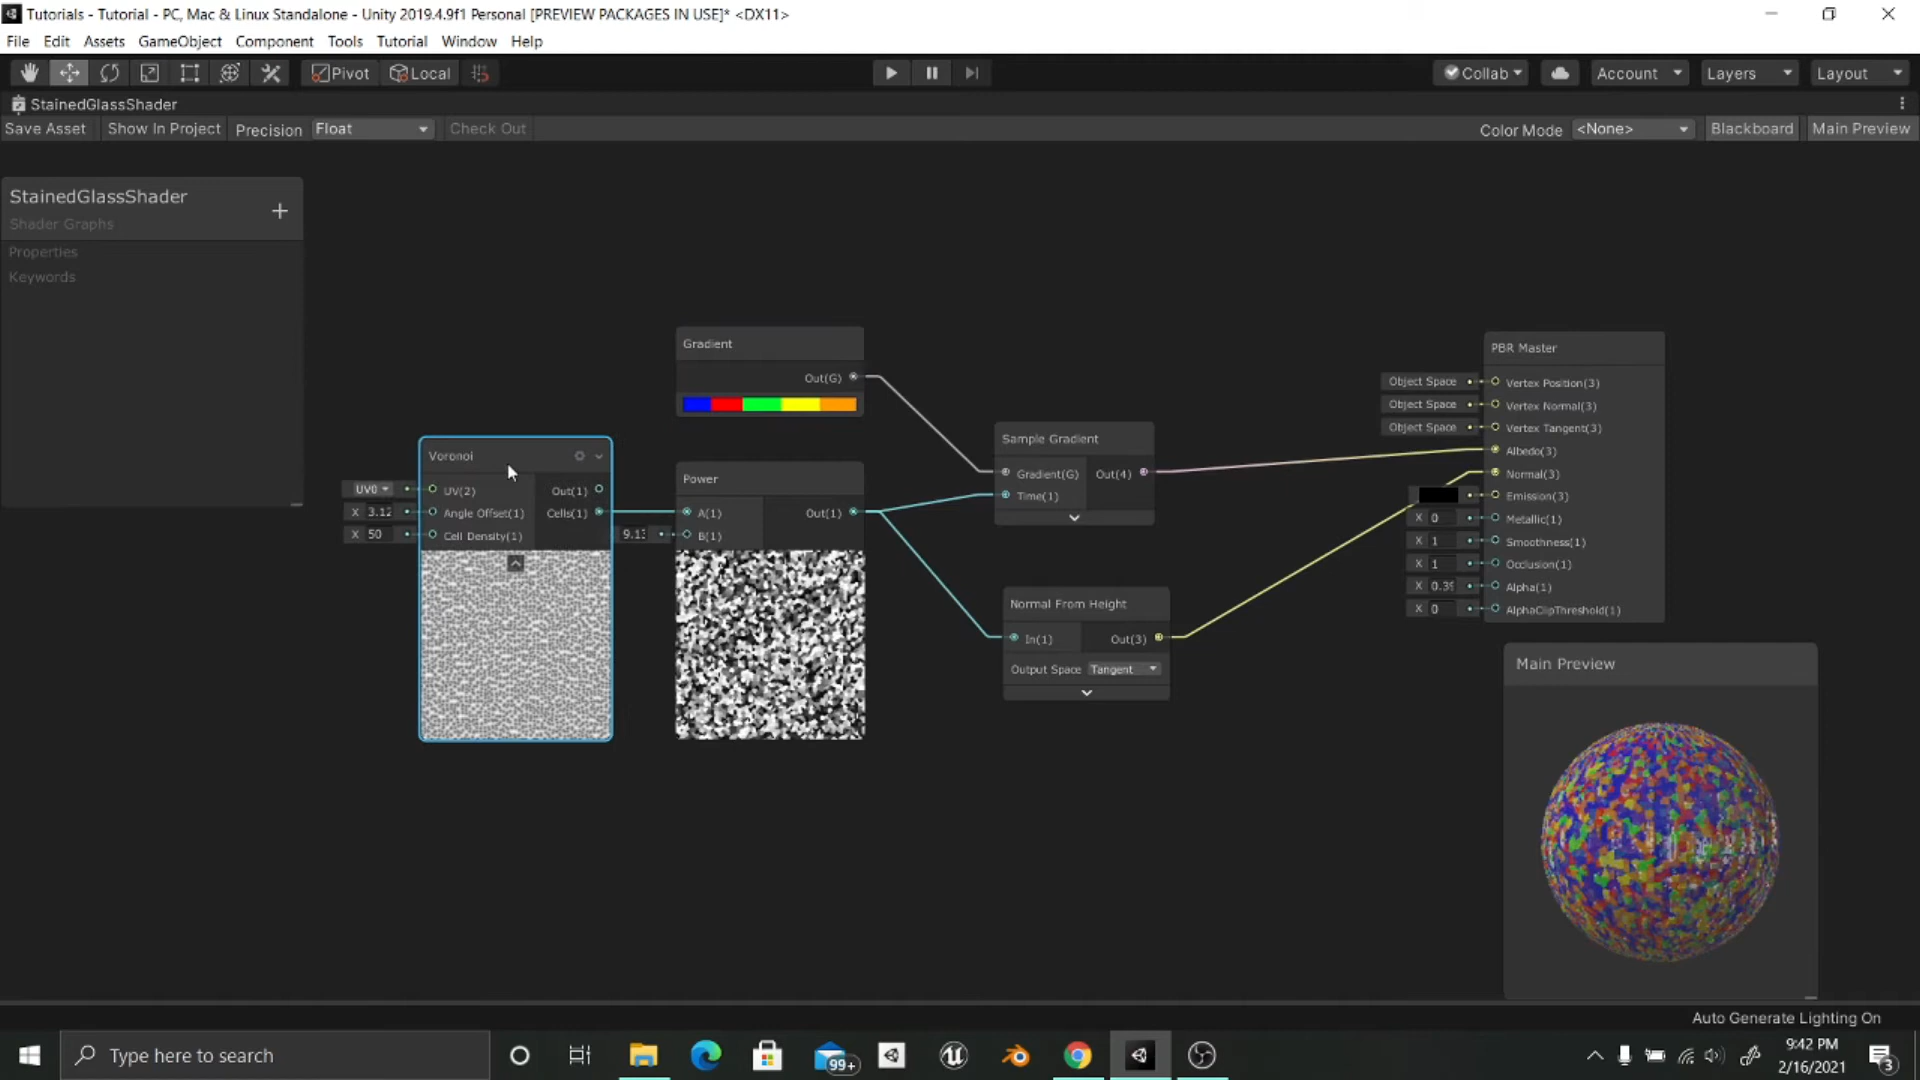 Tutorials - Tutorial - PC, Mac & Linux Standalone - Unity 2019.4.9f1 Personal [PREVIEW PACKAGES IN USE]* <DX11>
File Edit Assets GameObject Component Tools Tutorial Window Help
Pivot Local Collab Account Layers Layout
StainedGlassShader
Save Asset Show In Project Precision Float Check Out Color Mode <None> Blackboard Main Preview
StainedGlassShader
Shader Graphs
Properties
Keywords
Gradient
Out(G)
Voronoi
UV0 UV(2) Out(1)
X 3.12 Angle Offset(1) Cells(1)
X 50 Cell Density(1)
Power
A(1) Out(1)
9.13 B(1)
Sample Gradient
Gradient(G) Out(4)
Time(1)
Normal From Height
In(1) Out(3)
Output Space Tangent
PBR Master
Object Space Vertex Position(3)
Object Space Vertex Normal(3)
Object Space Vertex Tangent(3)
Albedo(3)
Normal(3)
Emission(3)
X 0 Metallic(1)
X 1 Smoothness(1)
X 1 Occlusion(1)
X 0.39 Alpha(1)
X 0 AlphaClipThreshold(1)
Main Preview
Auto Generate Lighting On
Type here to search
99+
9:42 PM
2/16/2021
3